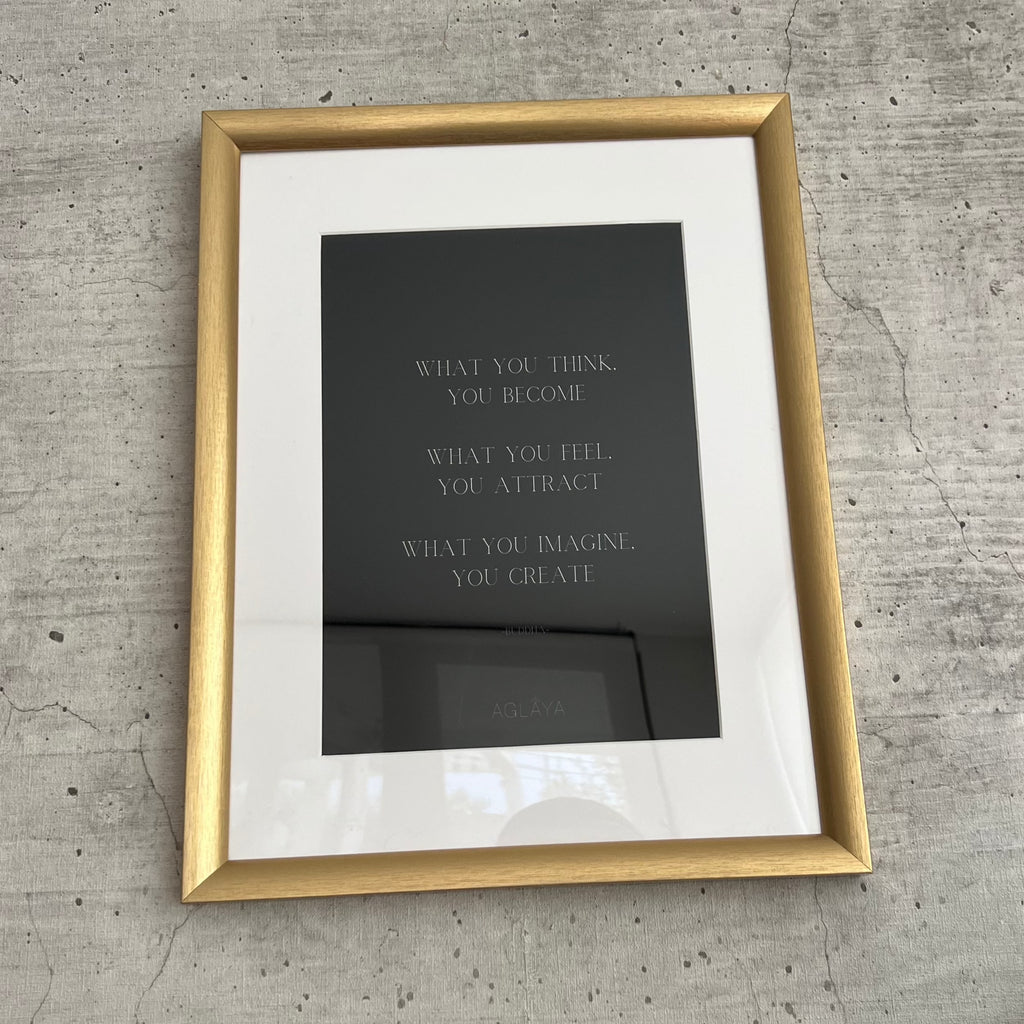 WHAT YOU THINK,
YOU BECOME
WHAT YOU FEEL,
YOU ATTRACT
WHAT YOU IMAGINE,
YOU CREATE
AGLAYA